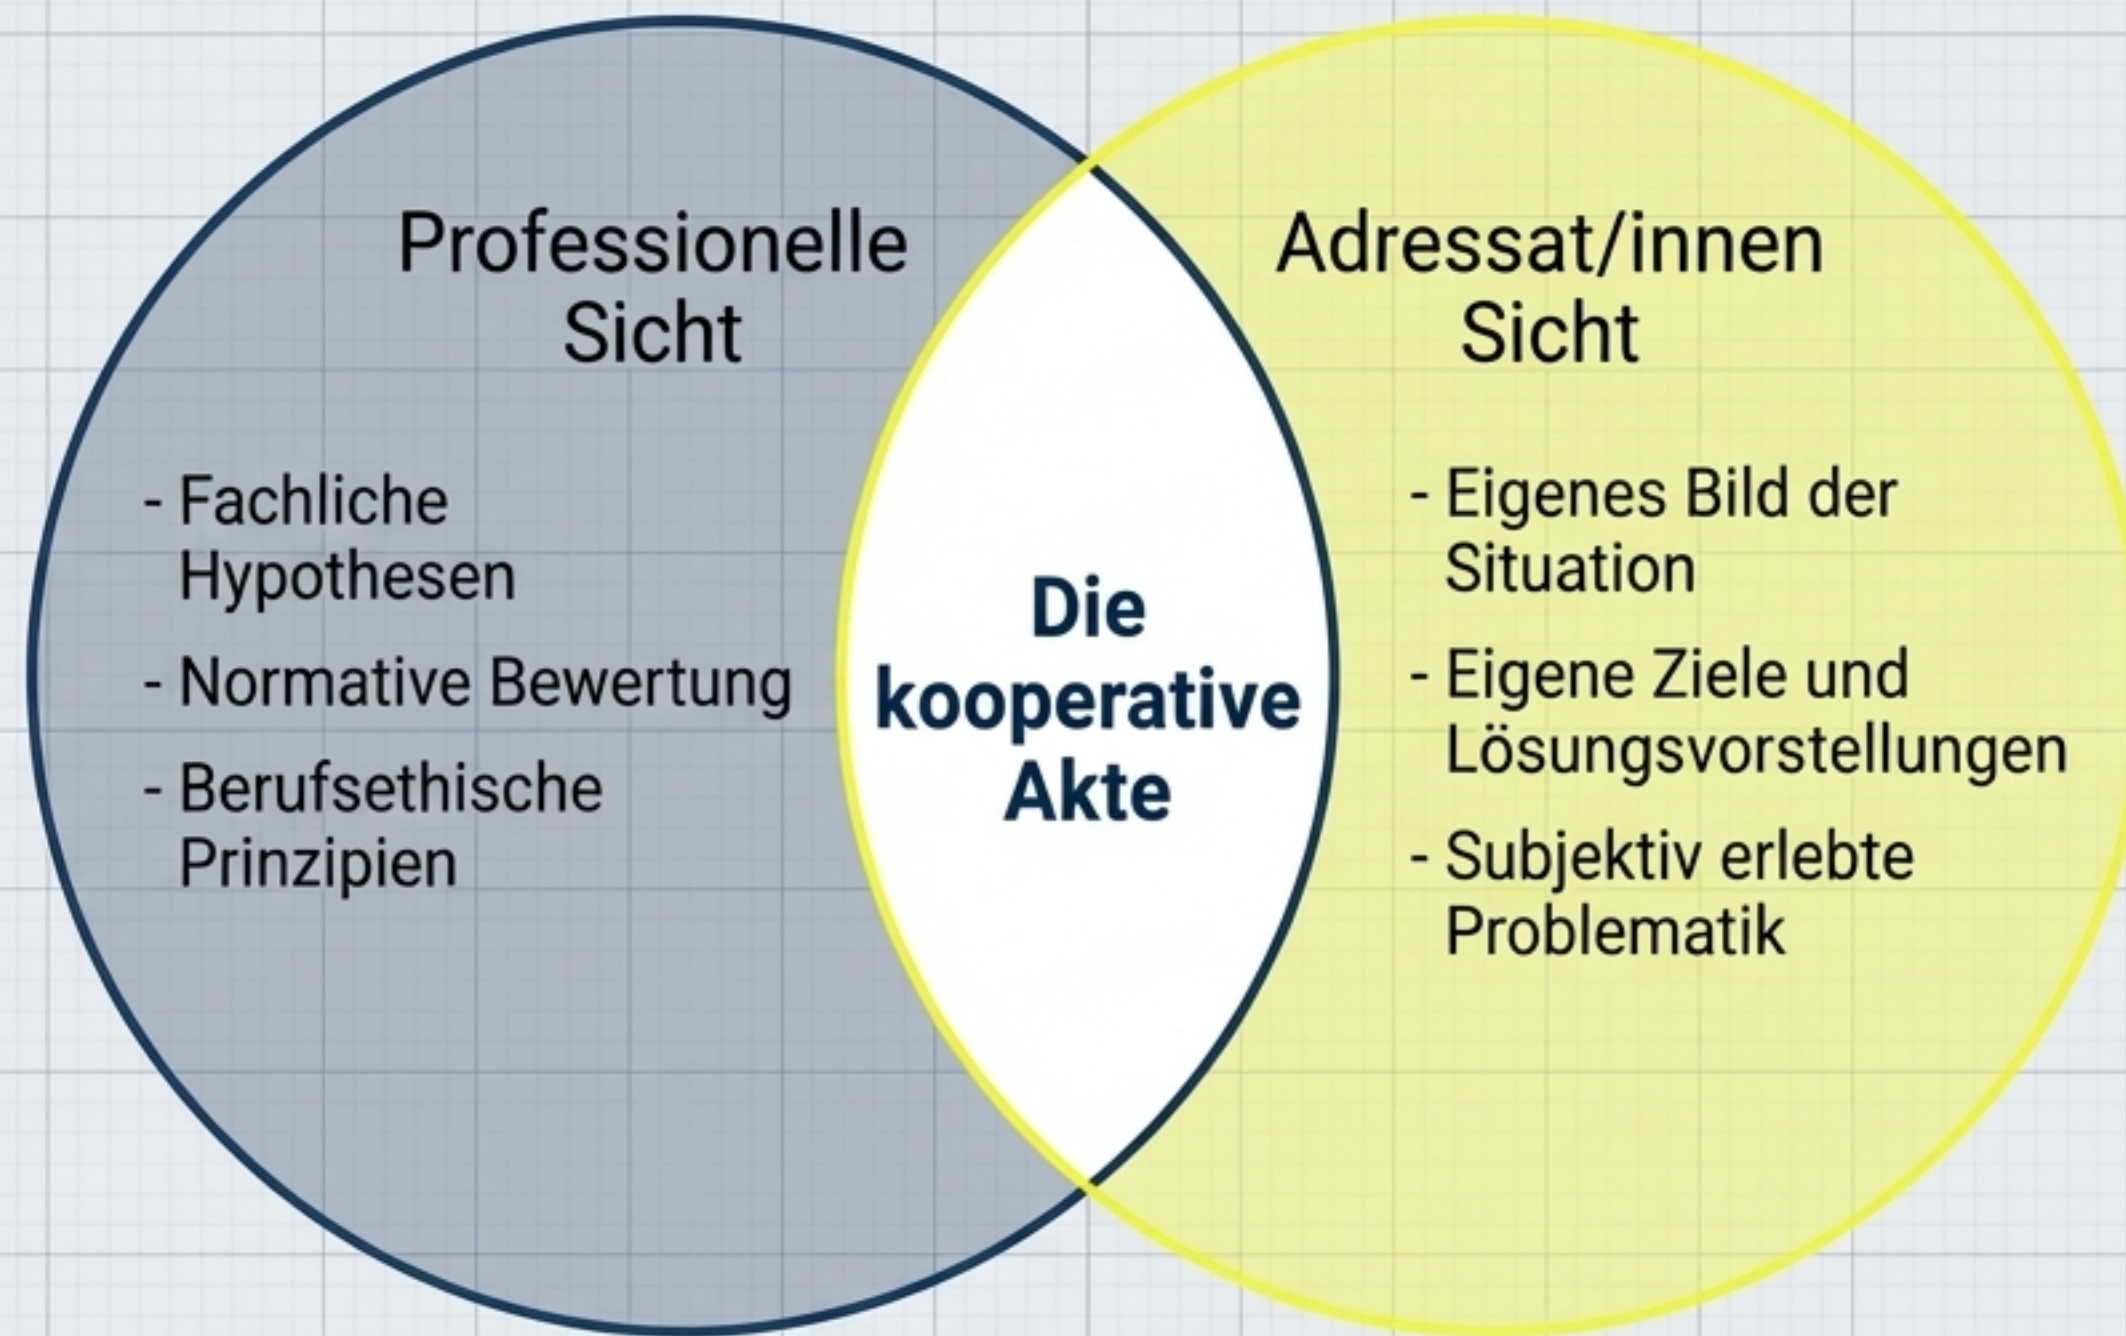 Professionelle
Sicht
- Fachliche
Hypothesen
- Normative Bewertung
- Berufsethische
Prinzipien
Die
kooperative
Akte
Adressat/innen
Sicht
- Eigenes Bild der
Situation
- Eigene Ziele und
Lösungsvorstellungen
- Subjektiv erlebte
Problematik